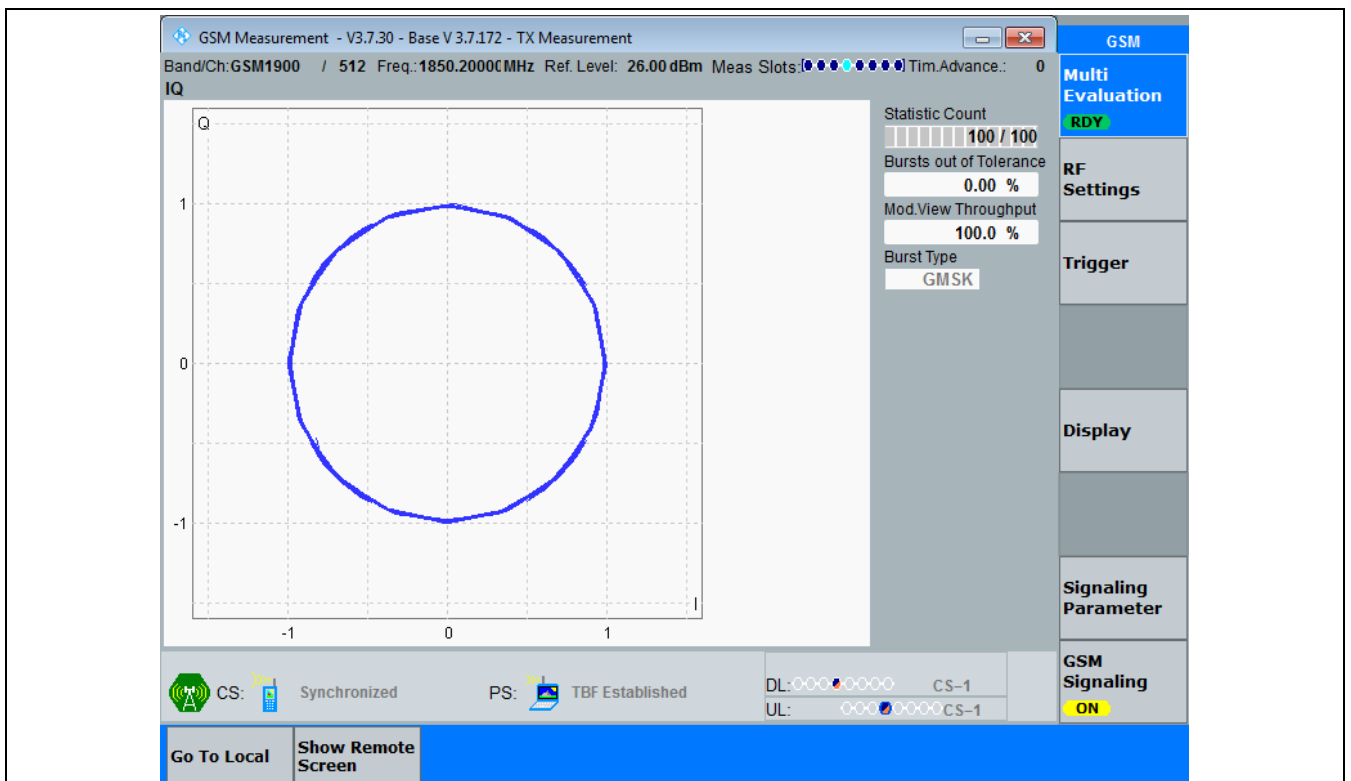 GSM Measurement - V3.7.30 - Base V 3.7.172 - TX Measurement
GSM
Band/Ch:GSM1900 / 512 Freq.:1850.20000 MHz Ref. Level: 26.00 dBm Meas Slots: Tim.Advance.: 0
IQ
Multi
Evaluation
RDY
Q
1
0
-1
I
-1 0 1
Statistic Count
100 / 100
Bursts out of Tolerance
0.00 %
Mod.View Throughput
100.0 %
Burst Type
GMSK
RF
Settings
Trigger
Display
Signaling
Parameter
GSM
Signaling
ON
CS: Synchronized PS: TBF Established
DL: CS-1
UL: CS-1
Go To Local
Show Remote
Screen